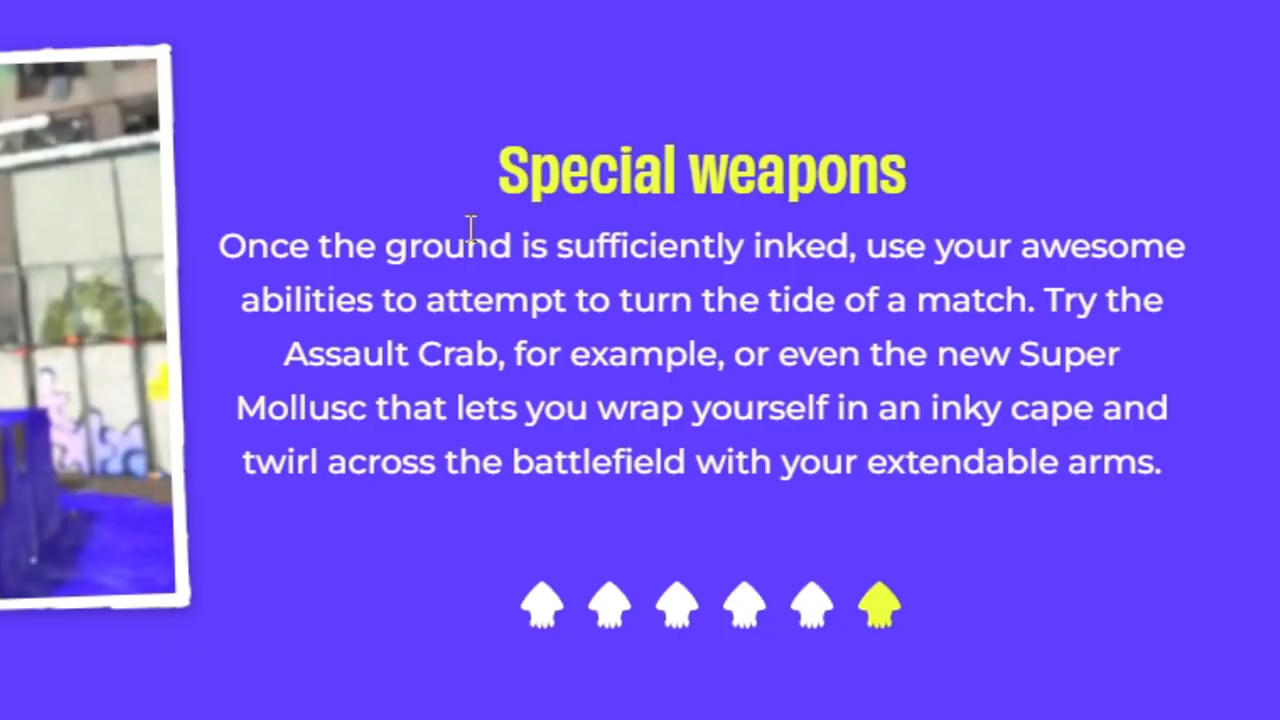 Special weapons
Once the ground is sufficiently inked, use your awesome
abilities to attempt to turn the tide of a match. Try the
Assault Crab, for example, or even the new Super
Mollusc that lets you wrap yourself in an inky cape and
twirl across the battlefield with your extendable arms.